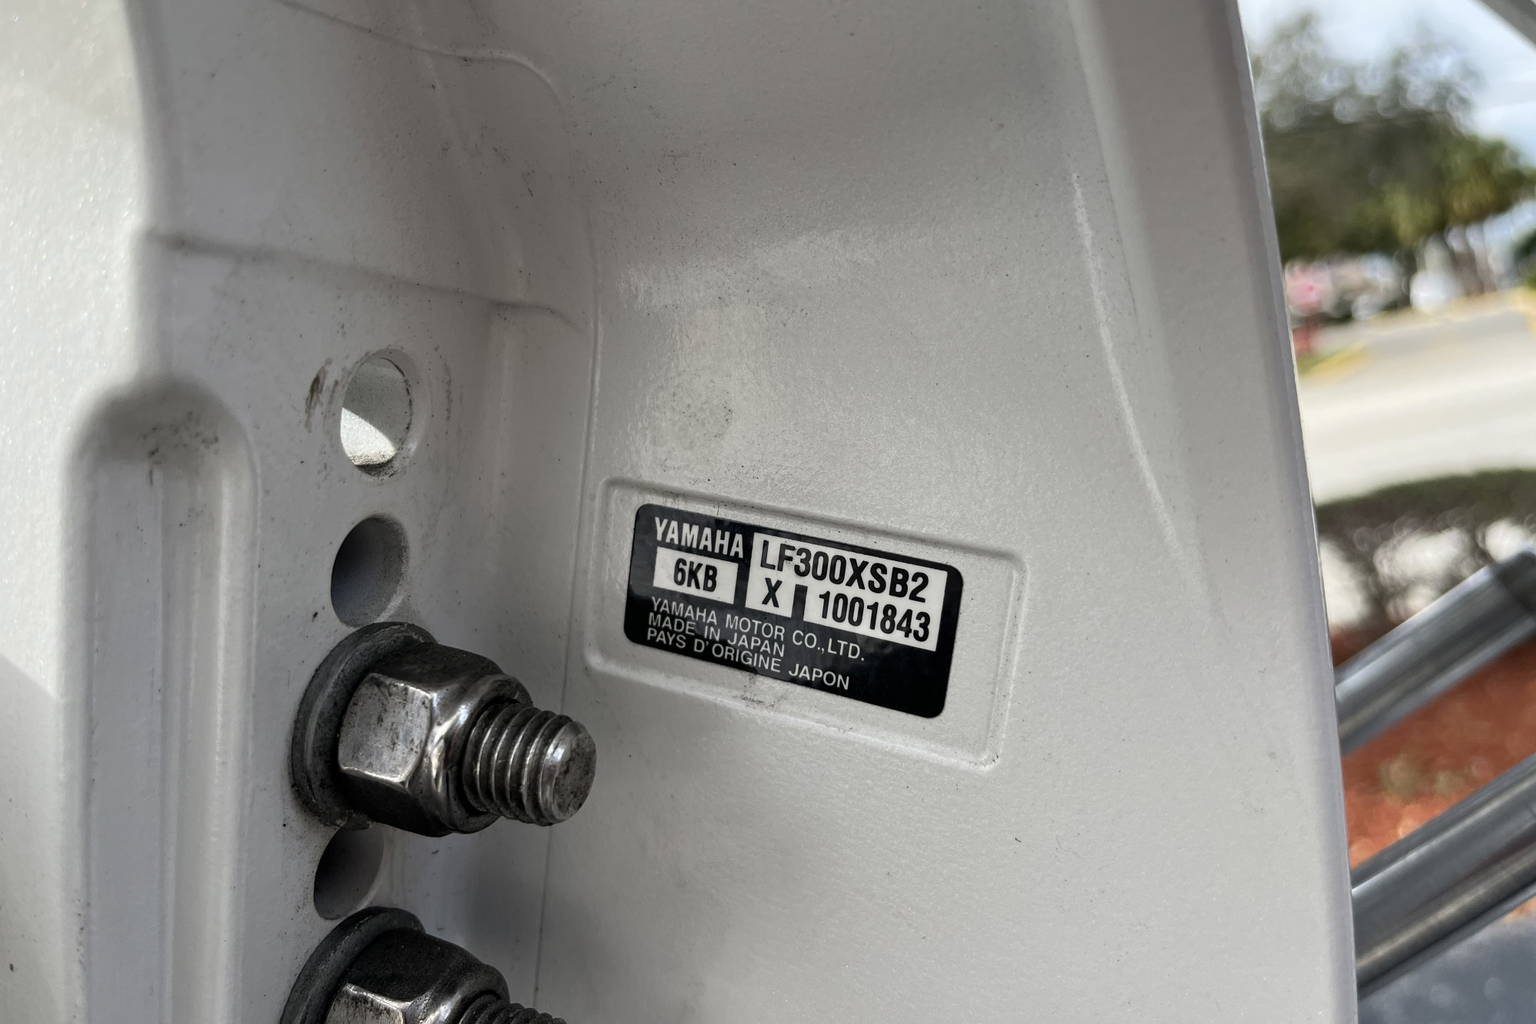 YAMAHA LF300XSB2
6KB X 1001843
YAMAHA MOTOR CO.,LTD.
MADE IN JAPAN
PAYS D'ORIGINE JAPON